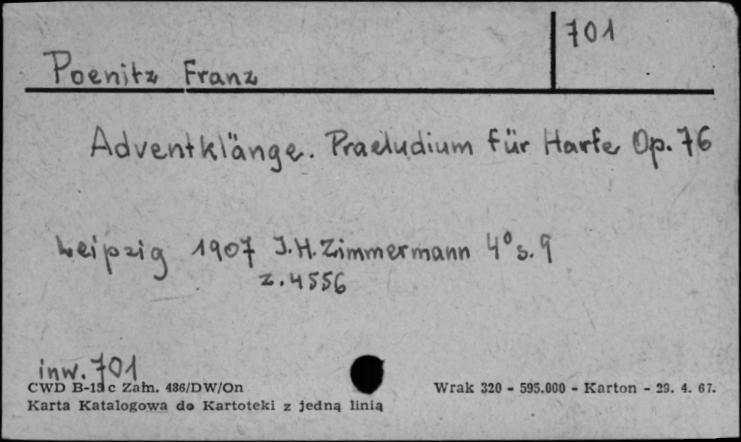 701
Poenitz Franz
Adventklänge. Praeludium für Harfe Op. 76
Leipzig 1907 J.H. Zimmermann 4° s. 9
z. 4556
inw. 701
CWD B-13c Zam. 486/DW/On
Wrak 320 - 595.000 - Karton - 29. 4. 67.
Karta Katalogowa do Kartoteki z jedną linią